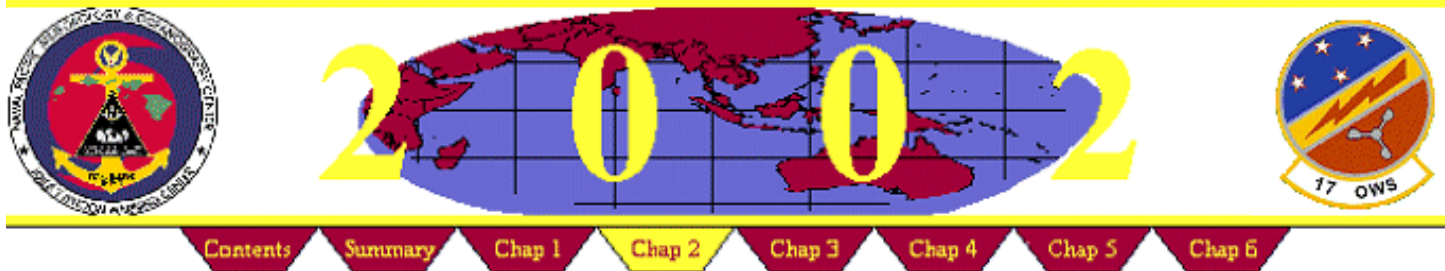 NAVAL PACIFIC METEOROLOGY & OCEANOGRAPHY CENTER
JOINT TYPHOON WARNING CENTER
2002
17 OWS
Contents Summary Chap 1 Chap 2 Chap 3 Chap 4 Chap 5 Chap 6